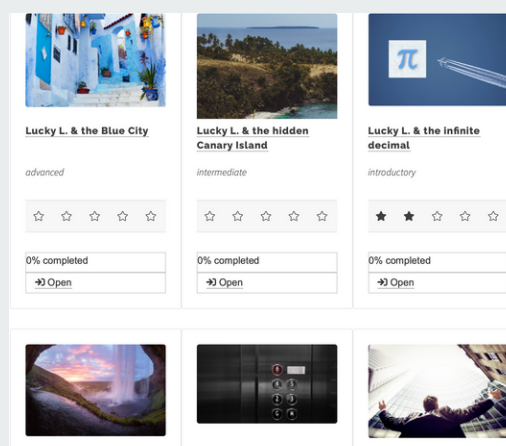 π
Lucky L. & the Blue City
Lucky L. & the hidden
Canary Island
Lucky L. & the infinite
decimal
advanced
intermediate
introductory
0% completed
0% completed
0% completed
Open
Open
Open